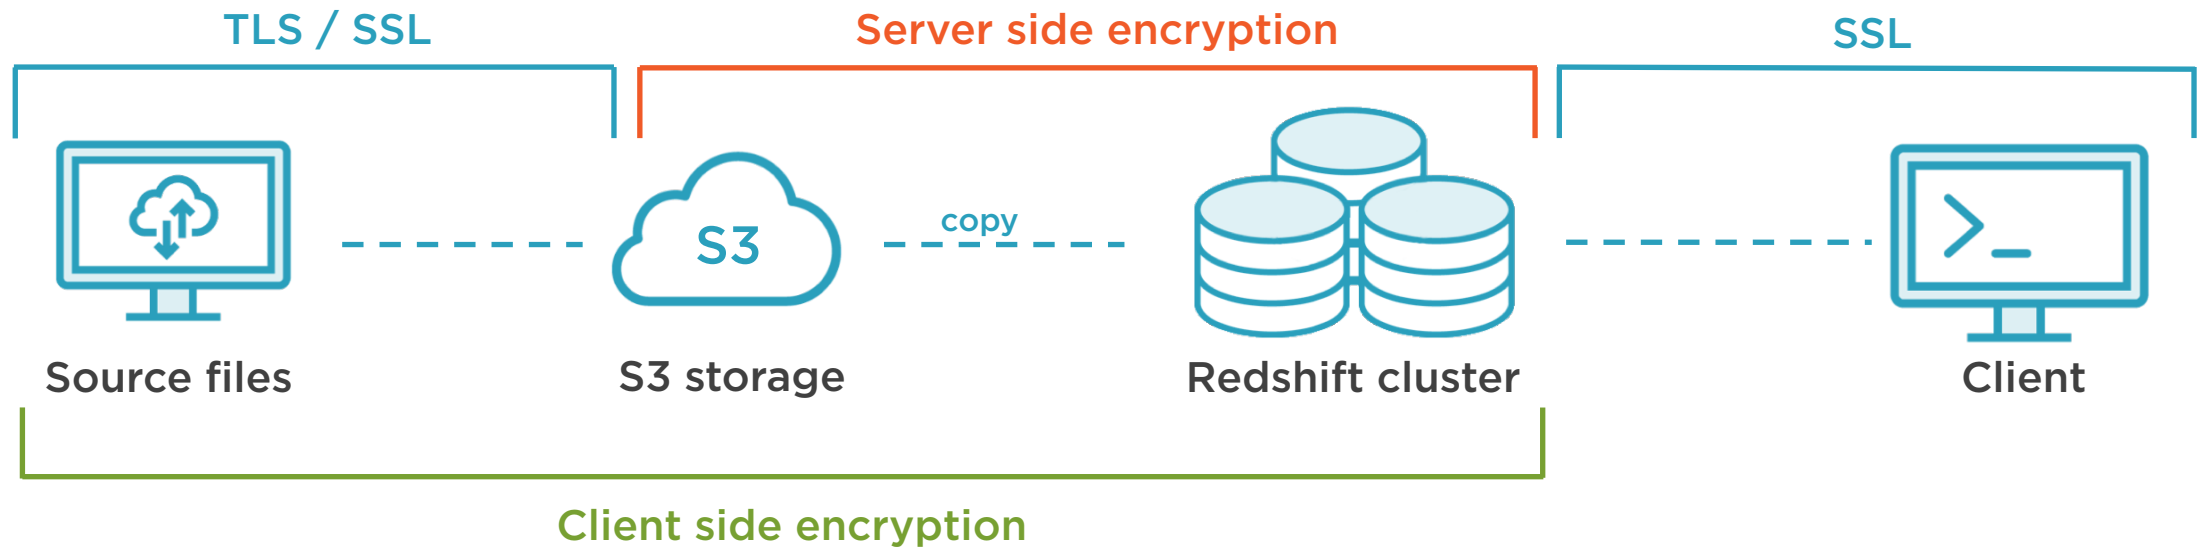 TLS / SSL
Server side encryption
SSL
S3
copy
>_
Source files
S3 storage
Redshift cluster
Client
Client side encryption